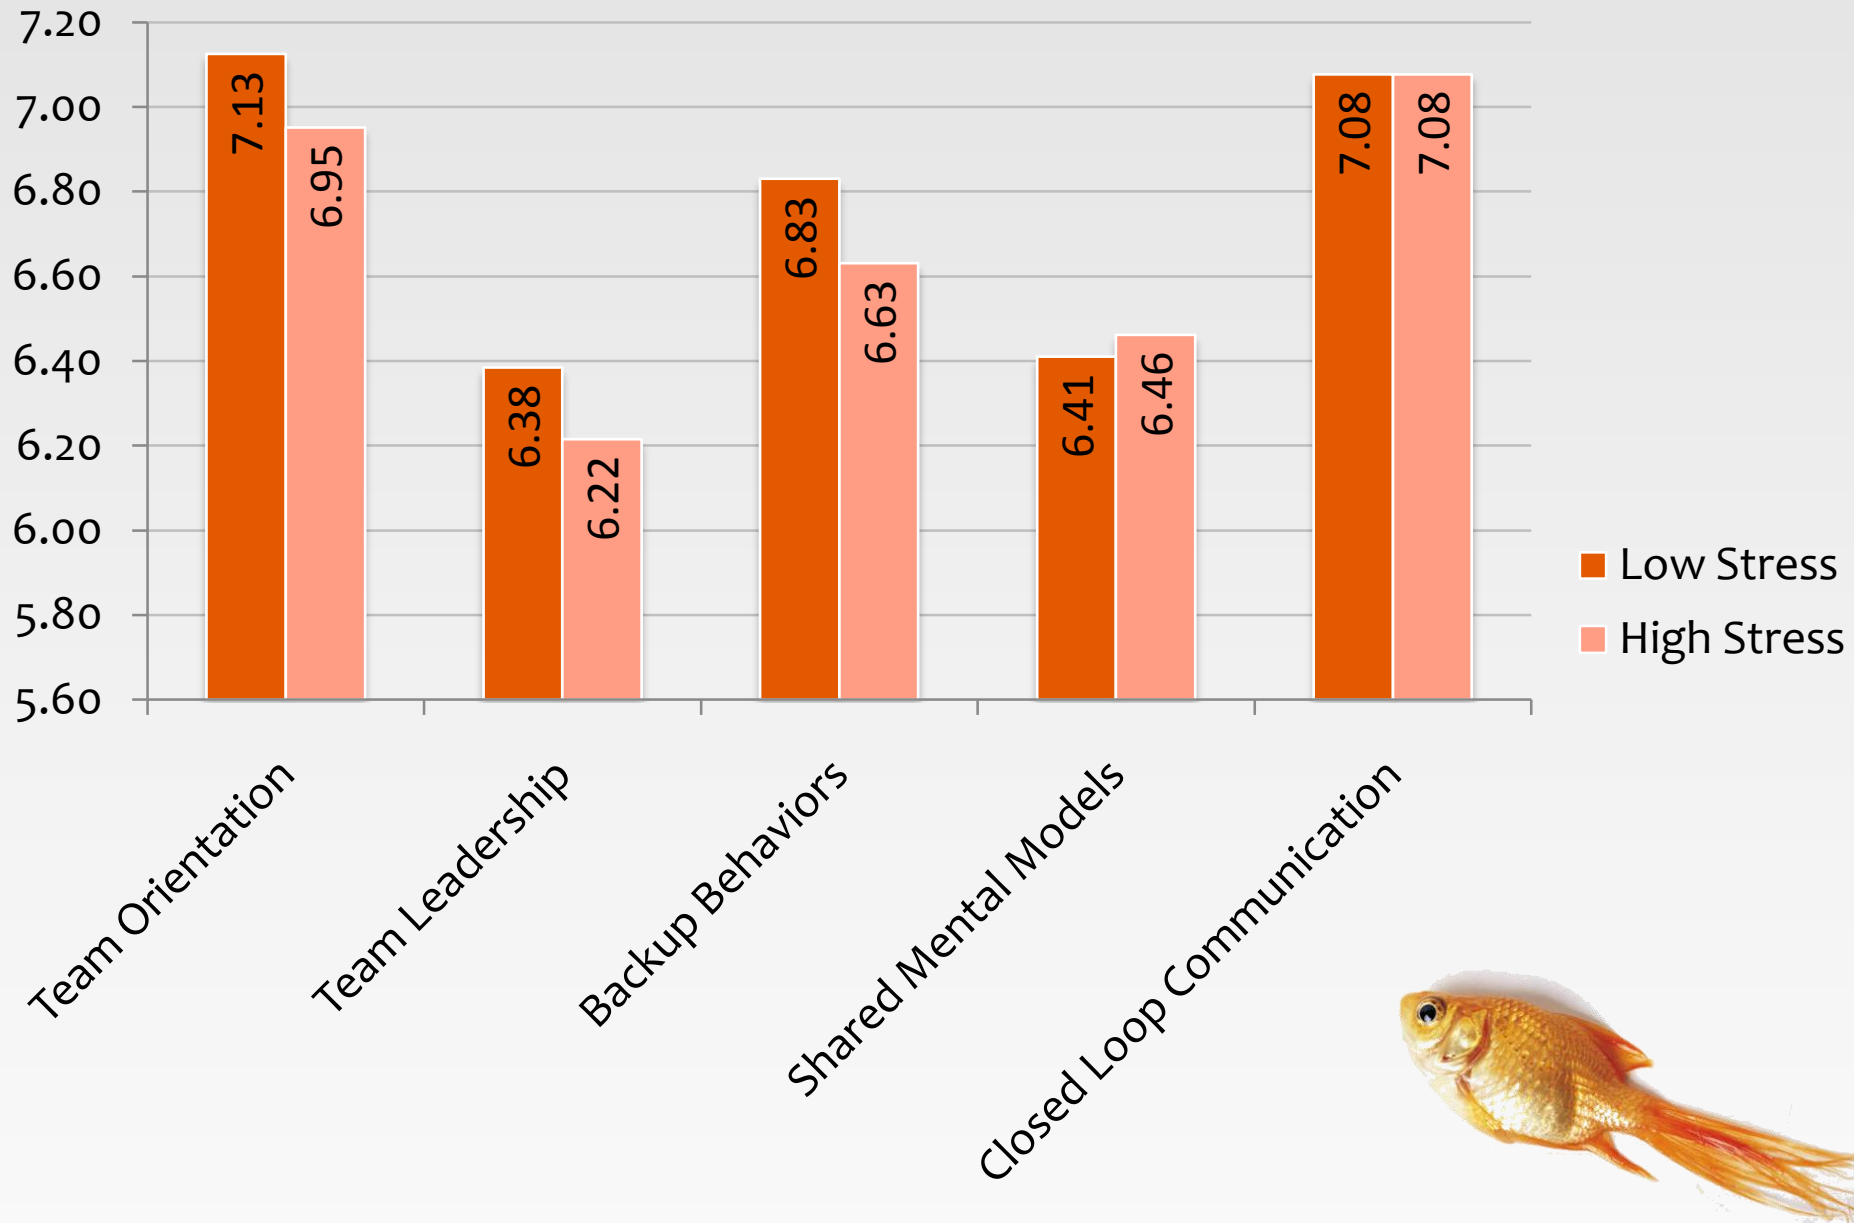 7.20
7.00
6.80
6.60
6.40
6.20
6.00
5.80
5.60
7.13
6.95
6.38
6.22
6.83
6.63
6.41
6.46
7.08
7.08
Team Orientation
Team Leadership
Backup Behaviors
Shared Mental Models
Closed Loop Communication
Low Stress
High Stress